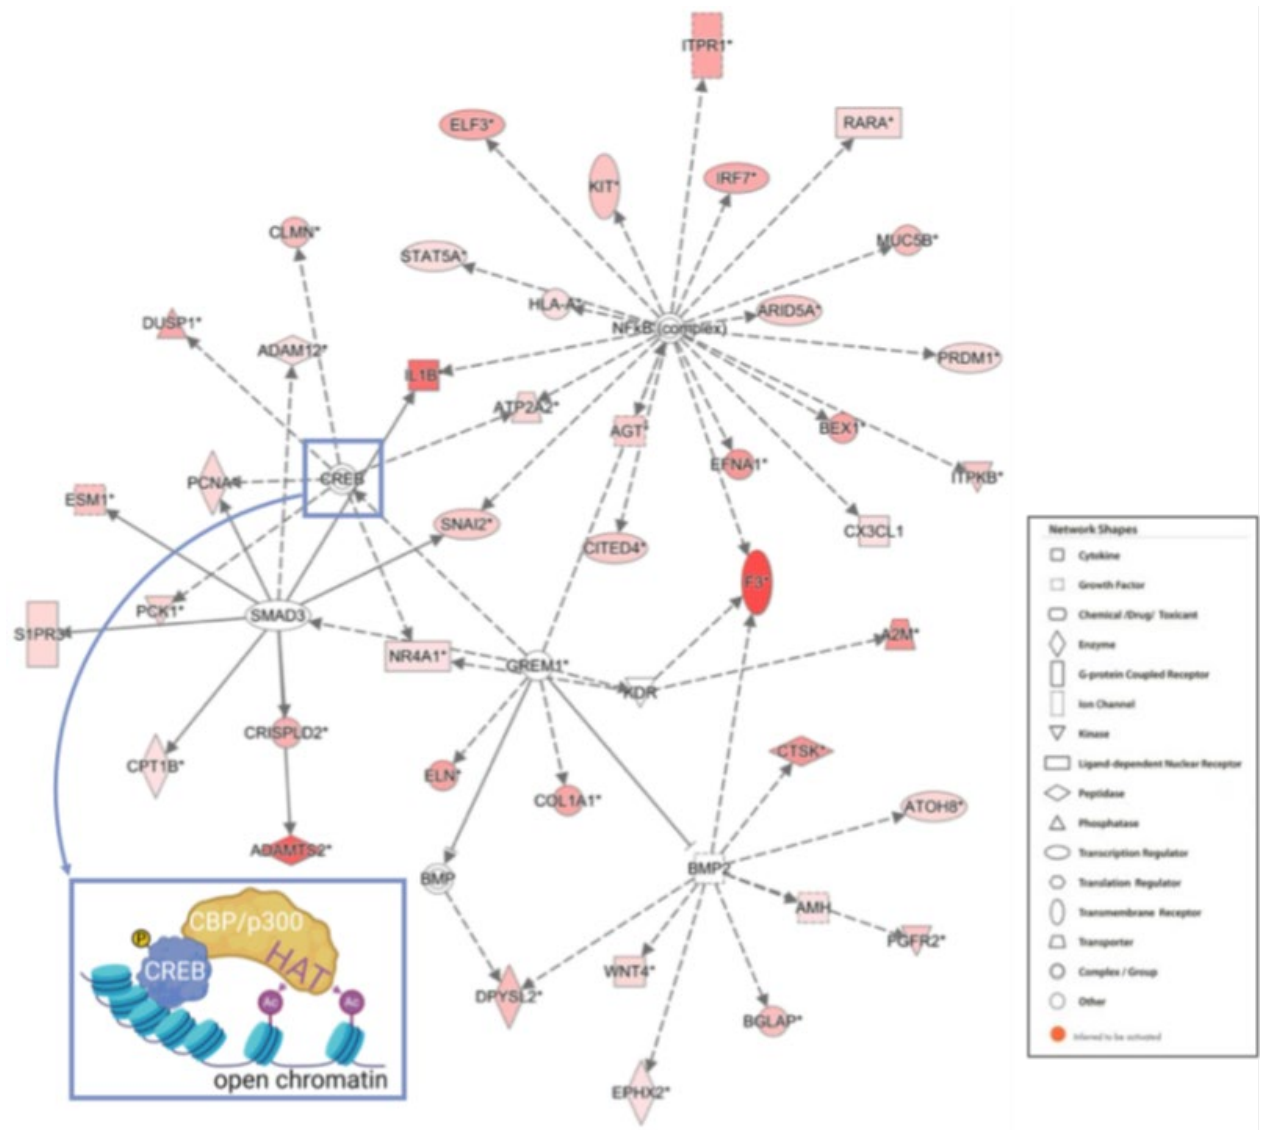 ITPR1*
ELF3*
RARA*
KIT*
IRF7*
CLMN*
MUC5B*
STAT5A*
HLA-A*
ARID5A*
DUSP1*
NFkB (complex)
ADAM12*
PRDM1*
IL1B*
ATP2A2*
AGT*
BEX1*
EFNA1*
ITPKB*
PCNA*
CREB
ESM1*
SNAI2*
CX3CL1
CITED4*
F3*
PCK1*
SMAD3
S1PR3*
A2M*
NR4A1*
GREM1*
KDR
CRISPLD2*
CTSK*
CPT1B*
ELN*
COL1A1*
ATOH8*
ADAMTS2*
BMP
BMP2
AMH
PGFR2*
WNT4*
DPYSL2*
BGLAP*
EPHX2*
CBP/p300
HAT
P
CREB
Ac
Ac
open chromatin
Network Shapes
Cytokine
Growth Factor
Chemical /Drug/ Toxicant
Enzyme
G-protein Coupled Receptor
Ion Channel
Kinase
Ligand-dependent Nuclear Receptor
Peptidase
Phosphatase
Transcription Regulator
Translation Regulator
Transmembrane Receptor
Transporter
Complex / Group
Other
Inferred to be activated